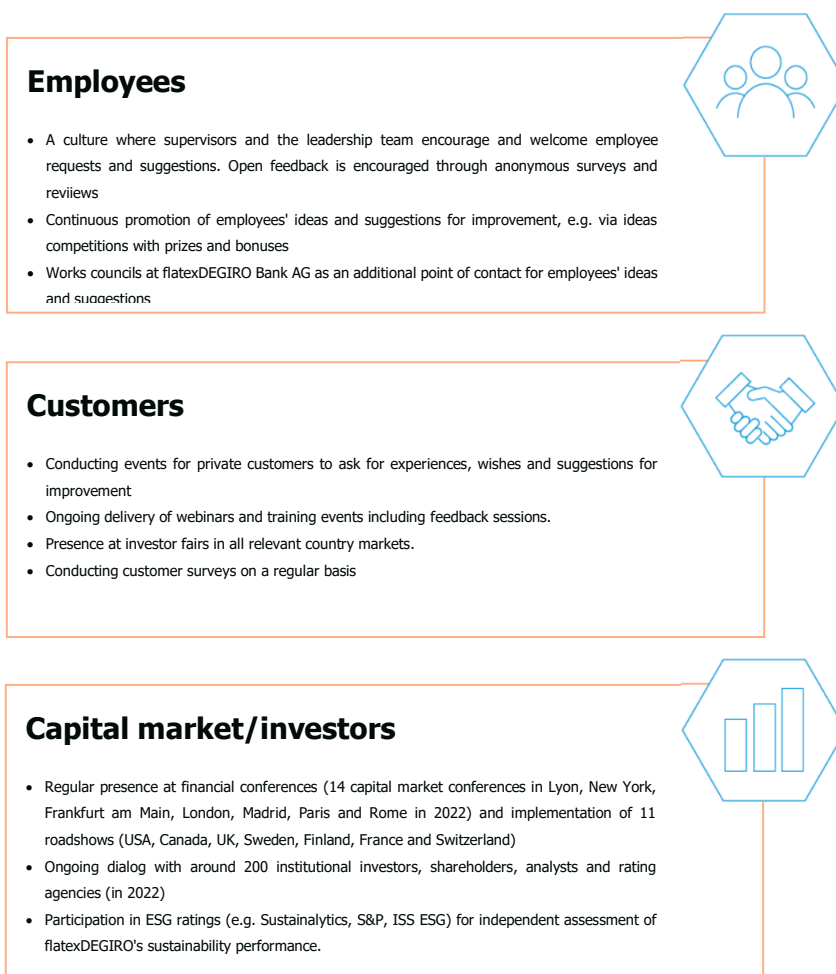 Employees
• A culture where supervisors and the leadership team encourage and welcome employee
requests and suggestions. Open feedback is encouraged through anonymous surveys and
reviiews
• Continuous promotion of employees' ideas and suggestions for improvement, e.g. via ideas
competitions with prizes and bonuses
• Works councils at flatexDEGIRO Bank AG as an additional point of contact for employees' ideas
and suggestions
Customers
• Conducting events for private customers to ask for experiences, wishes and suggestions for
improvement
• Ongoing delivery of webinars and training events including feedback sessions.
• Presence at investor fairs in all relevant country markets.
• Conducting customer surveys on a regular basis
Capital market/investors
• Regular presence at financial conferences (14 capital market conferences in Lyon, New York,
Frankfurt am Main, London, Madrid, Paris and Rome in 2022) and implementation of 11
roadshows (USA, Canada, UK, Sweden, Finland, France and Switzerland)
• Ongoing dialog with around 200 institutional investors, shareholders, analysts and rating
agencies (in 2022)
• Participation in ESG ratings (e.g. Sustainalytics, S&P, ISS ESG) for independent assessment of
flatexDEGIRO's sustainability performance.